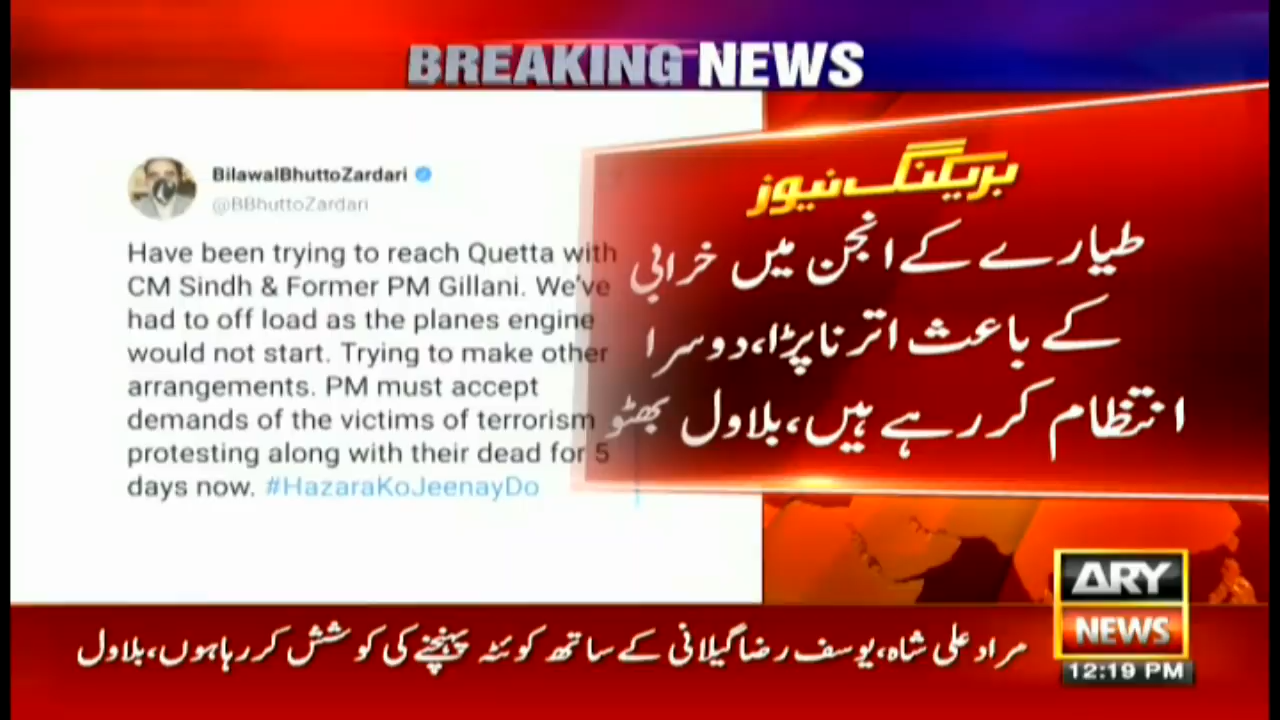 BREAKING NEWS
BilawalBhuttoZardari
@BBhuttoZardari
Have been trying to reach Quetta with
CM Sindh & Former PM Gillani. We've
had to off load as the planes engine
would not start. Trying to make other
arrangements. PM must accept
demands of the victims of terrorism
protesting along with their dead for 5
days now. #HazaraKoJeenayDo
بریکنگ نیوز
طیارے کے انجن میں خرابی
کے باعث اترنا پڑا، دوسرا
انتظام کر رہے ہیں، بلاول بھٹو
ARY
NEWS
12:19 PM
مراد علی شاہ، یوسف رضا گیلانی کے ساتھ کوئٹہ پہنچنے کی کوشش کر رہا ہوں، بلاول